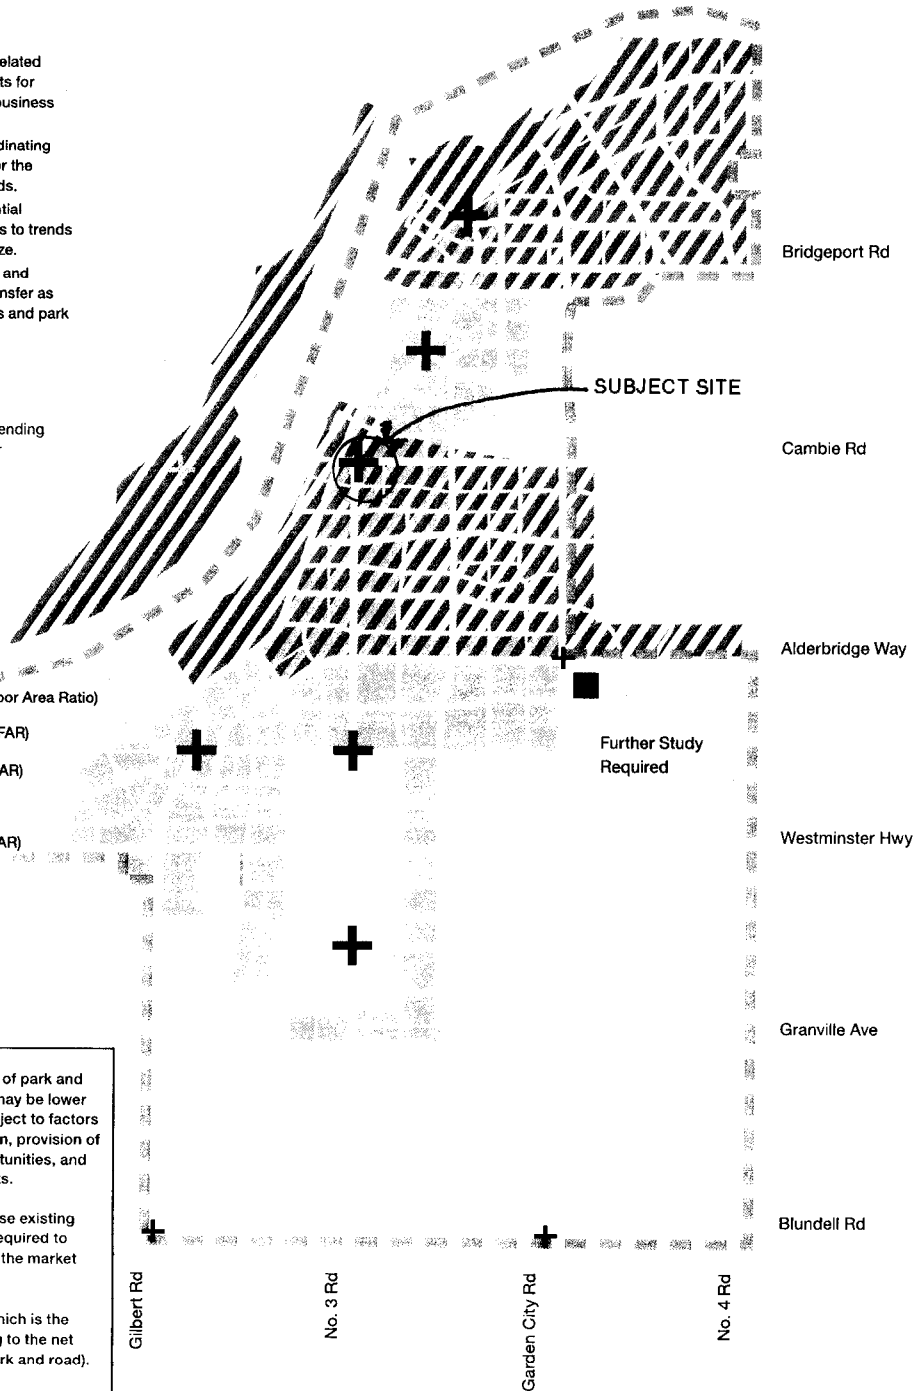 elated
ts for
business
dinating
r the
ds.
tial
s to trends
ze.
and
nsfer as
s and park
ending
r
SUBJECT SITE
Bridgeport Rd
Cambie Rd
Alderbridge Way
oor Area Ratio)
FAR)
AR)
AR)
Further Study
Required
Westminster Hwy
Granville Ave
Blundell Rd
of park and
may be lower
ject to factors
n, provision of
tunities, and
ts.
se existing
equired to
the market
hich is the
g to the net
rk and road).
Gilbert Rd
No. 3 Rd
Garden City Rd
No. 4 Rd